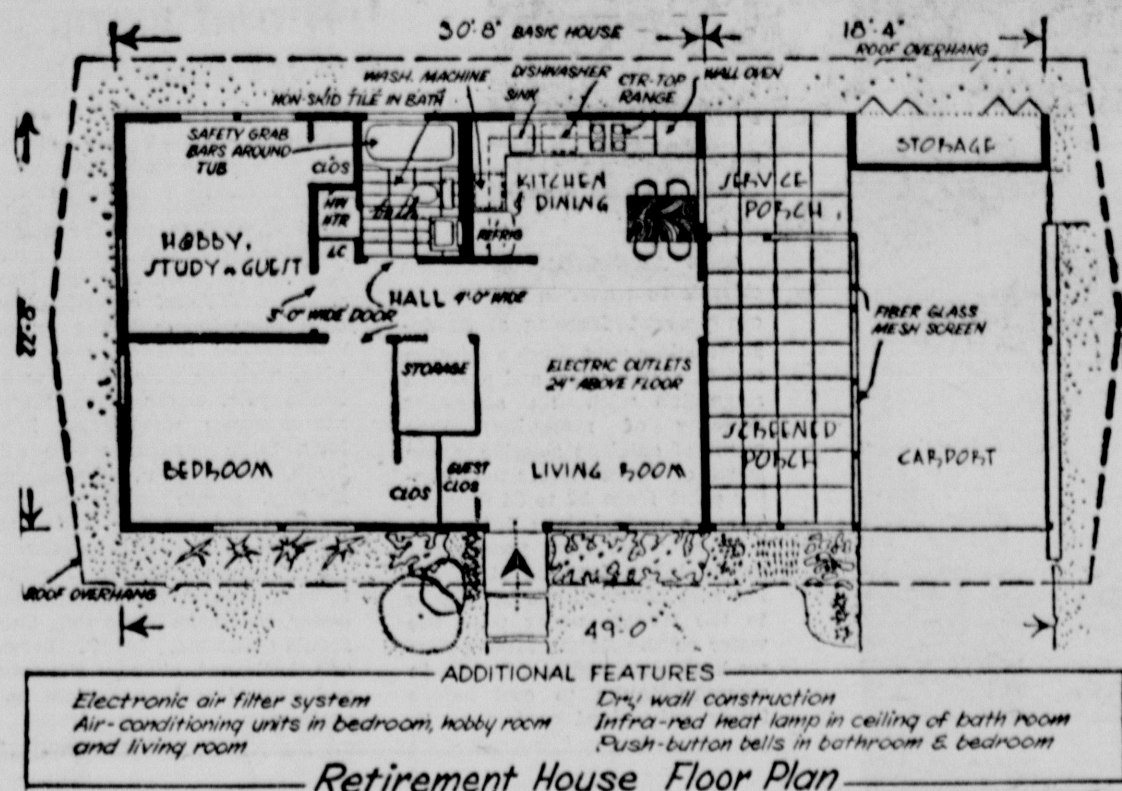 30'-8" BASIC HOUSE
18'-4"
ROOF OVERHANG
WASH. MACHINE
DISHWASHER
CTR-TOP
RANGE
WALL OVEN
SINK
NON-SKID TILE IN BATH
SAFETY GRAB
BARS AROUND
TUB
CLOS
STORAGE
KITCHEN
& DINING
SERVICE
PORCH
HTR
BATH
REFRIG
HOBBY,
STUDY or GUEST
HALL 4'-0" WIDE
3'-0" WIDE DOOR
22'-8"
FIBER GLASS
MESH SCREEN
STORAGE
ELECTRIC OUTLETS
24" ABOVE FLOOR
SCREENED
PORCH
CARPORT
BEDROOM
CLOS
GUEST
CLOS
LIVING ROOM
ROOF OVERHANG
49'-0"
ADDITIONAL FEATURES
Electronic air filter system
Air-conditioning units in bedroom, hobby room
and living room
Dry wall construction
Infra-red heat lamp in ceiling of bath room
Push-button bells in bathroom & bedroom
Retirement House Floor Plan